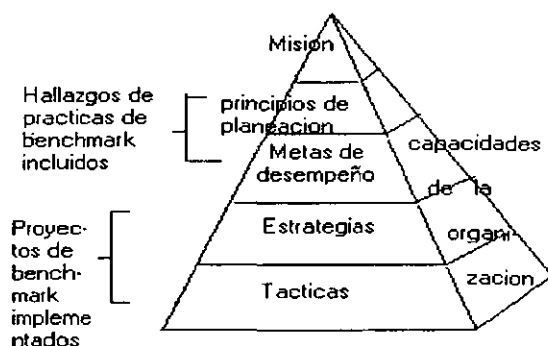 Misión
Hallazgos de
practicas de
benchmark
incluidos
principios de
planeacion
Metas de
desempeño
capacidades
de la
organi-
zacion
Proyec-
tos de
bench-
mark
impleme
ntados
Estrategias
Tacticas